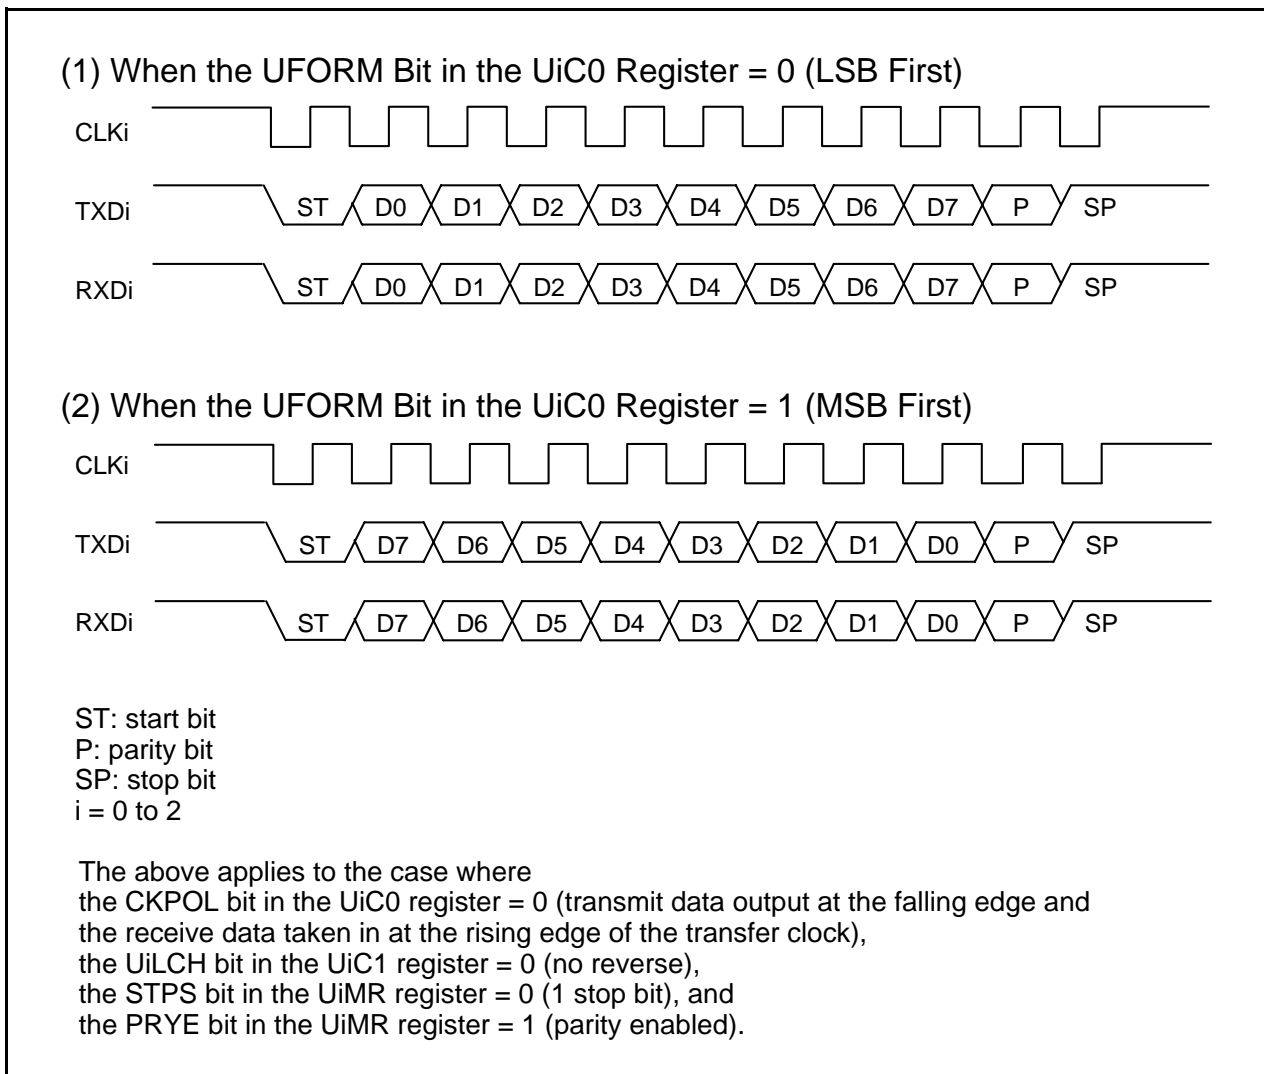 (1) When the UFORM Bit in the UiC0 Register = 0 (LSB First)
CLKi
TXDi ST D0 D1 D2 D3 D4 D5 D6 D7 P SP
RXDi ST D0 D1 D2 D3 D4 D5 D6 D7 P SP
(2) When the UFORM Bit in the UiC0 Register = 1 (MSB First)
CLKi
TXDi ST D7 D6 D5 D4 D3 D2 D1 D0 P SP
RXDi ST D7 D6 D5 D4 D3 D2 D1 D0 P SP
ST: start bit
P: parity bit
SP: stop bit
i = 0 to 2
The above applies to the case where
the CKPOL bit in the UiC0 register = 0 (transmit data output at the falling edge and
the receive data taken in at the rising edge of the transfer clock),
the UiLCH bit in the UiC1 register = 0 (no reverse),
the STPS bit in the UiMR register = 0 (1 stop bit), and
the PRYE bit in the UiMR register = 1 (parity enabled).